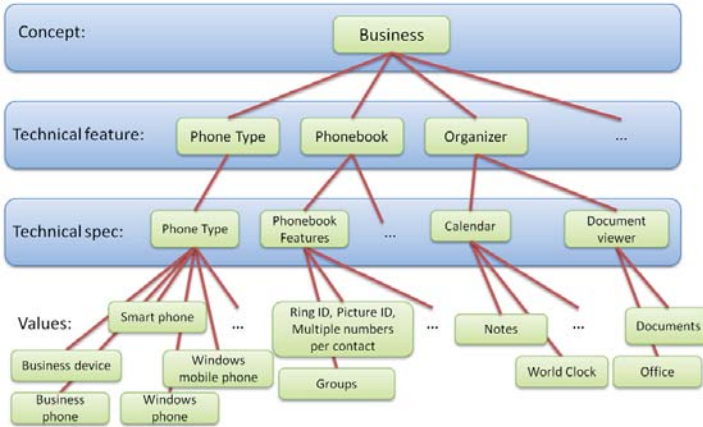 Concept:
Business
Technical feature:
Phone Type
Phonebook
Organizer
...
Technical spec:
Phone Type
Phonebook
Features
...
Calendar
Document
viewer
Values:
Smart phone
...
Ring ID, Picture ID,
Multiple numbers
per contact
...
Notes
...
Documents
Business device
Windows
mobile phone
Groups
World Clock
Office
Business
phone
Windows
phone